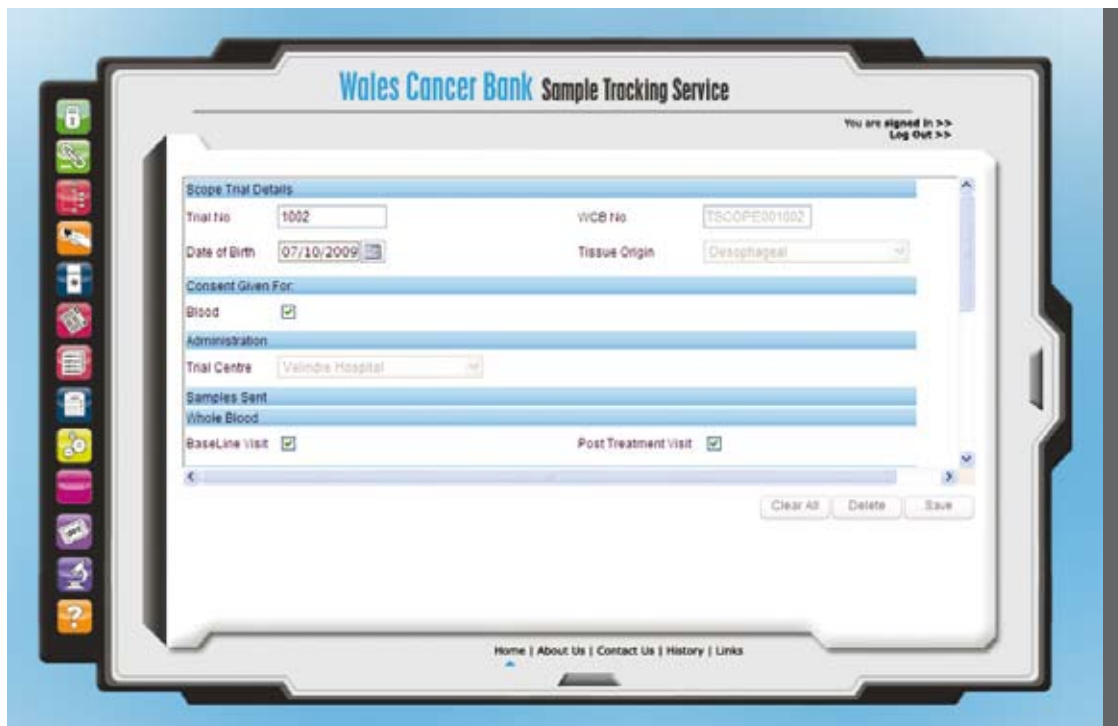 Wales Cancer Bank Sample Tracking Service
You are signed in >>
Log Out >>
Scope Trial Details
Trial No 1002 WCB No TSCOPE001002
Date of Birth 07/10/2009 Tissue Origin Oesophageal
Consent Given For:
Blood
Administration
Trial Centre Velindre Hospital
Samples Sent
Whole Blood
BaseLine Visit Post Treatment Visit
Clear All Delete Save
Home | About Us | Contact Us | History | Links
?